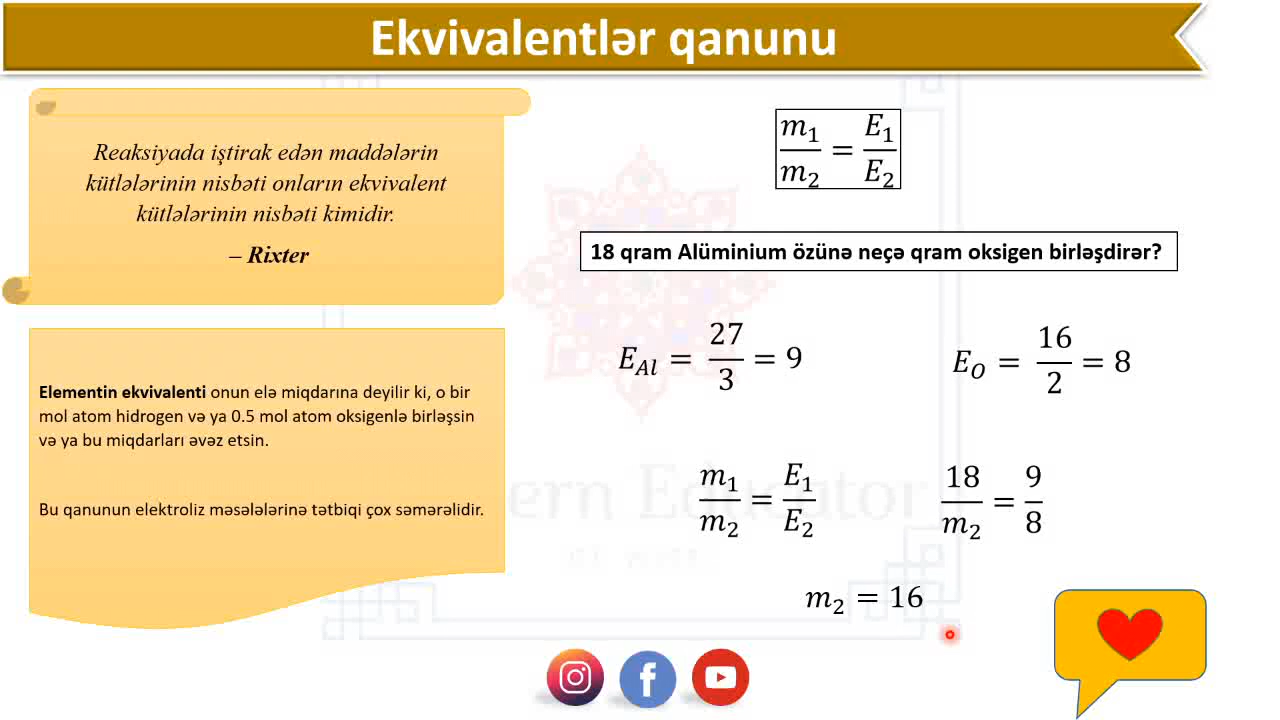 Ekvivalentlər qanunu
Reaksiyada iştirak edən maddələrin
kütlələrinin nisbəti onların ekvivalent
kütlələrinin nisbəti kimidir.
– Rixter
Elementin ekvivalenti onun elə miqdarına deyilir ki, o bir
mol atom hidrogen və ya 0.5 mol atom oksigenlə birləşsin
və ya bu miqdarları əvəz etsin.
Bu qanunun elektroliz məsələlərinə tətbiqi çox səmərəlidir.
m₁/m₂ = E₁/E₂
18 qram Alüminium özünə neçə qram oksigen birləşdirər?
E_Al = 27/3 = 9
E_O = 16/2 = 8
m₁/m₂ = E₁/E₂
18/m₂ = 9/8
m₂ = 16